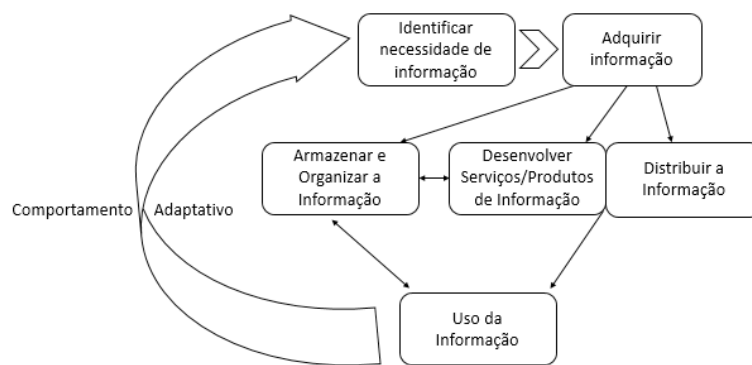 Identificar
necessidade de
informação
Adquirir
informação
Armazenar e
Organizar a
Informação
Desenvolver
Serviços/Produtos
de Informação
Distribuir a
Informação
Comportamento
Adaptativo
Uso da
Informação